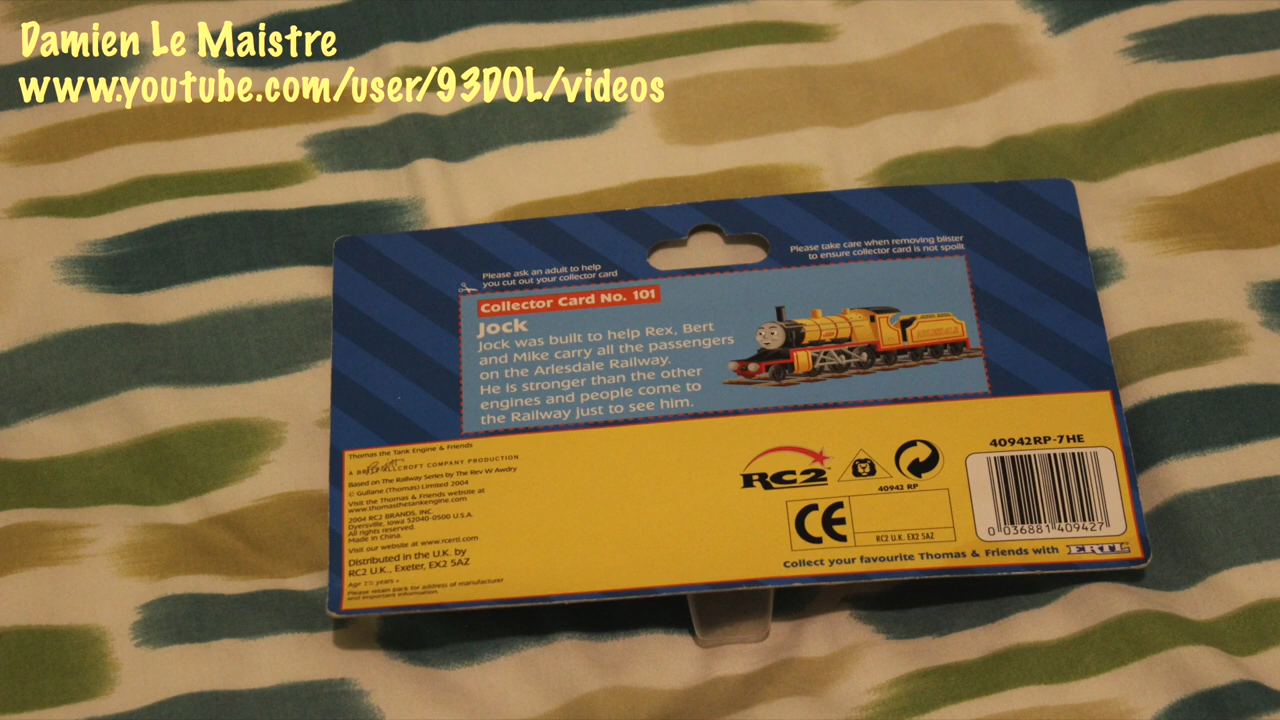 Damien Le Maistre
www.youtube.com/user/93DOL/videos
Please ask an adult to help
you cut out your collector card
Please take care when removing blister
to ensure collector card is not spoilt
Collector Card No. 101
Jock
Jock was built to help Rex, Bert
and Mike carry all the passengers
on the Arlesdale Railway.
He is stronger than the other
engines and people come to
the Railway just to see him.
ARLESDALE
Thomas the Tank Engine & Friends
A BRITT ALLCROFT COMPANY PRODUCTION
Based on The Railway Series by The Rev W Awdry
© Gullane (Thomas) Limited 2004
Visit the Thomas & Friends website at
www.thomasthetankengine.com
2004 RC2 BRANDS, INC.
Dyersville, Iowa 52040-0500 U.S.A.
All rights reserved.
Made in China.
Visit our website at www.rcertl.com
Distributed in the U.K. by
RC2 U.K., Exeter, EX2 5AZ
Please retain pack for address of manufacturer
and important information.
RC2
40942 RP
CE
RC2 U.K. EX2 5AZ
40942RP-7HE
0 036881 409427
Collect your favourite Thomas & Friends with ERTL